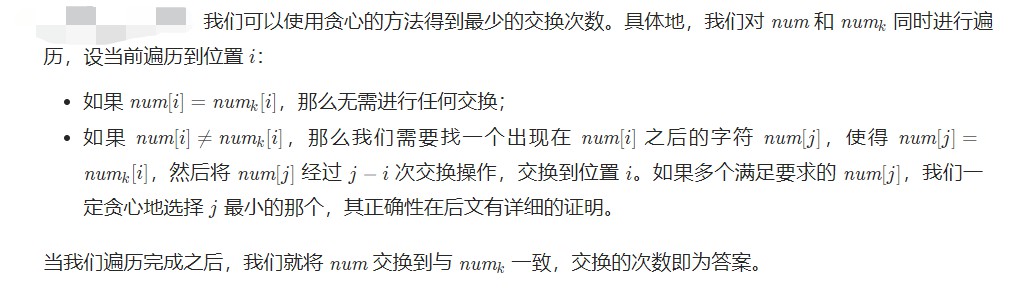 我们可以使用贪心的方法得到最少的交换次数。具体地，我们对 num 和 numₖ 同时进行遍
历，设当前遍历到位置 i：
• 如果 num[i] = numₖ[i]，那么无需进行任何交换；
• 如果 num[i] ≠ numₖ[i]，那么我们需要找一个出现在 num[i] 之后的字符 num[j]，使得 num[j] =
numₖ[i]，然后将 num[j] 经过 j − i 次交换操作，交换到位置 i。如果多个满足要求的 num[j]，我们一
定贪心地选择 j 最小的那个，其正确性在后文有详细的证明。
当我们遍历完成之后，我们就将 num 交换到与 numₖ 一致，交换的次数即为答案。